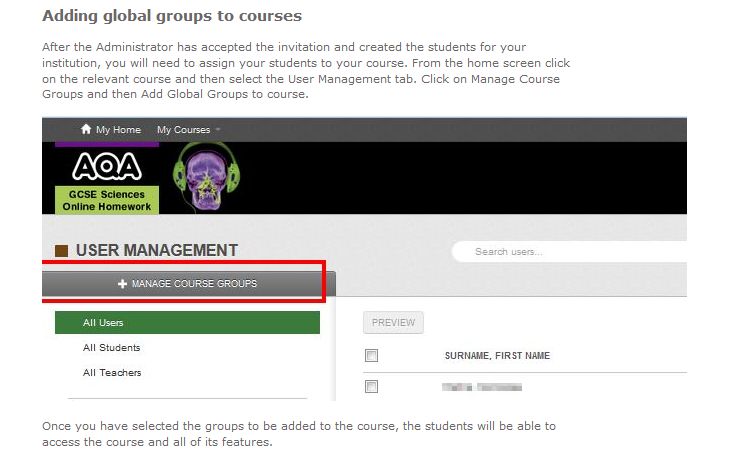 Adding global groups to courses
After the Administrator has accepted the invitation and created the students for your
institution, you will need to assign your students to your course. From the home screen click
on the relevant course and then select the User Management tab. Click on Manage Course
Groups and then Add Global Groups to course.
My Home My Courses
AQA
GCSE Sciences
Online Homework
USER MANAGEMENT
Search users...
+ MANAGE COURSE GROUPS
All Users
PREVIEW
All Students
SURNAME, FIRST NAME
All Teachers
Once you have selected the groups to be added to the course, the students will be able to
access the course and all of its features.